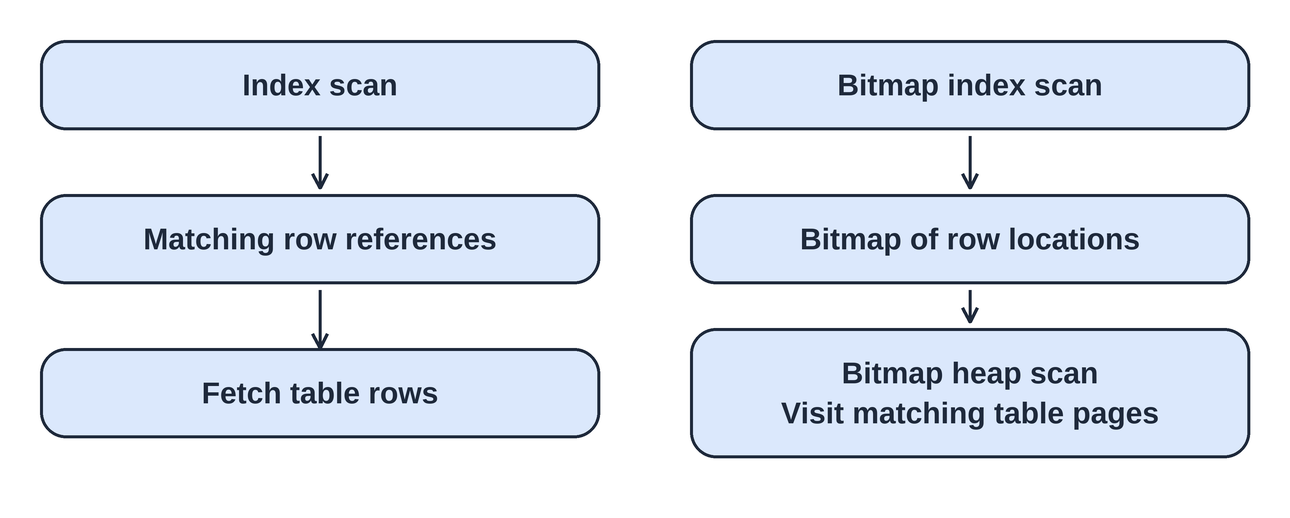 Index scan
Matching row references
Fetch table rows
Bitmap index scan
Bitmap of row locations
Bitmap heap scan
Visit matching table pages